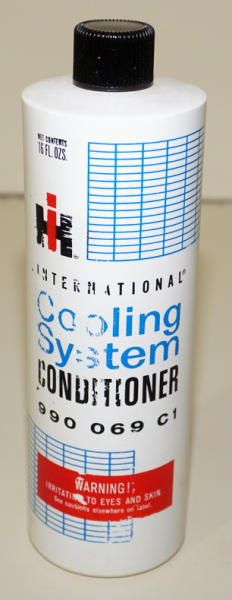 NET CONTENTS
16 FL. OZS.
IH®
INTERNATIONAL®
Cooling
System
CONDITIONER
990 069 C1
WARNING!
IRRITATING TO EYES AND SKIN.
See cautions elsewhere on label.